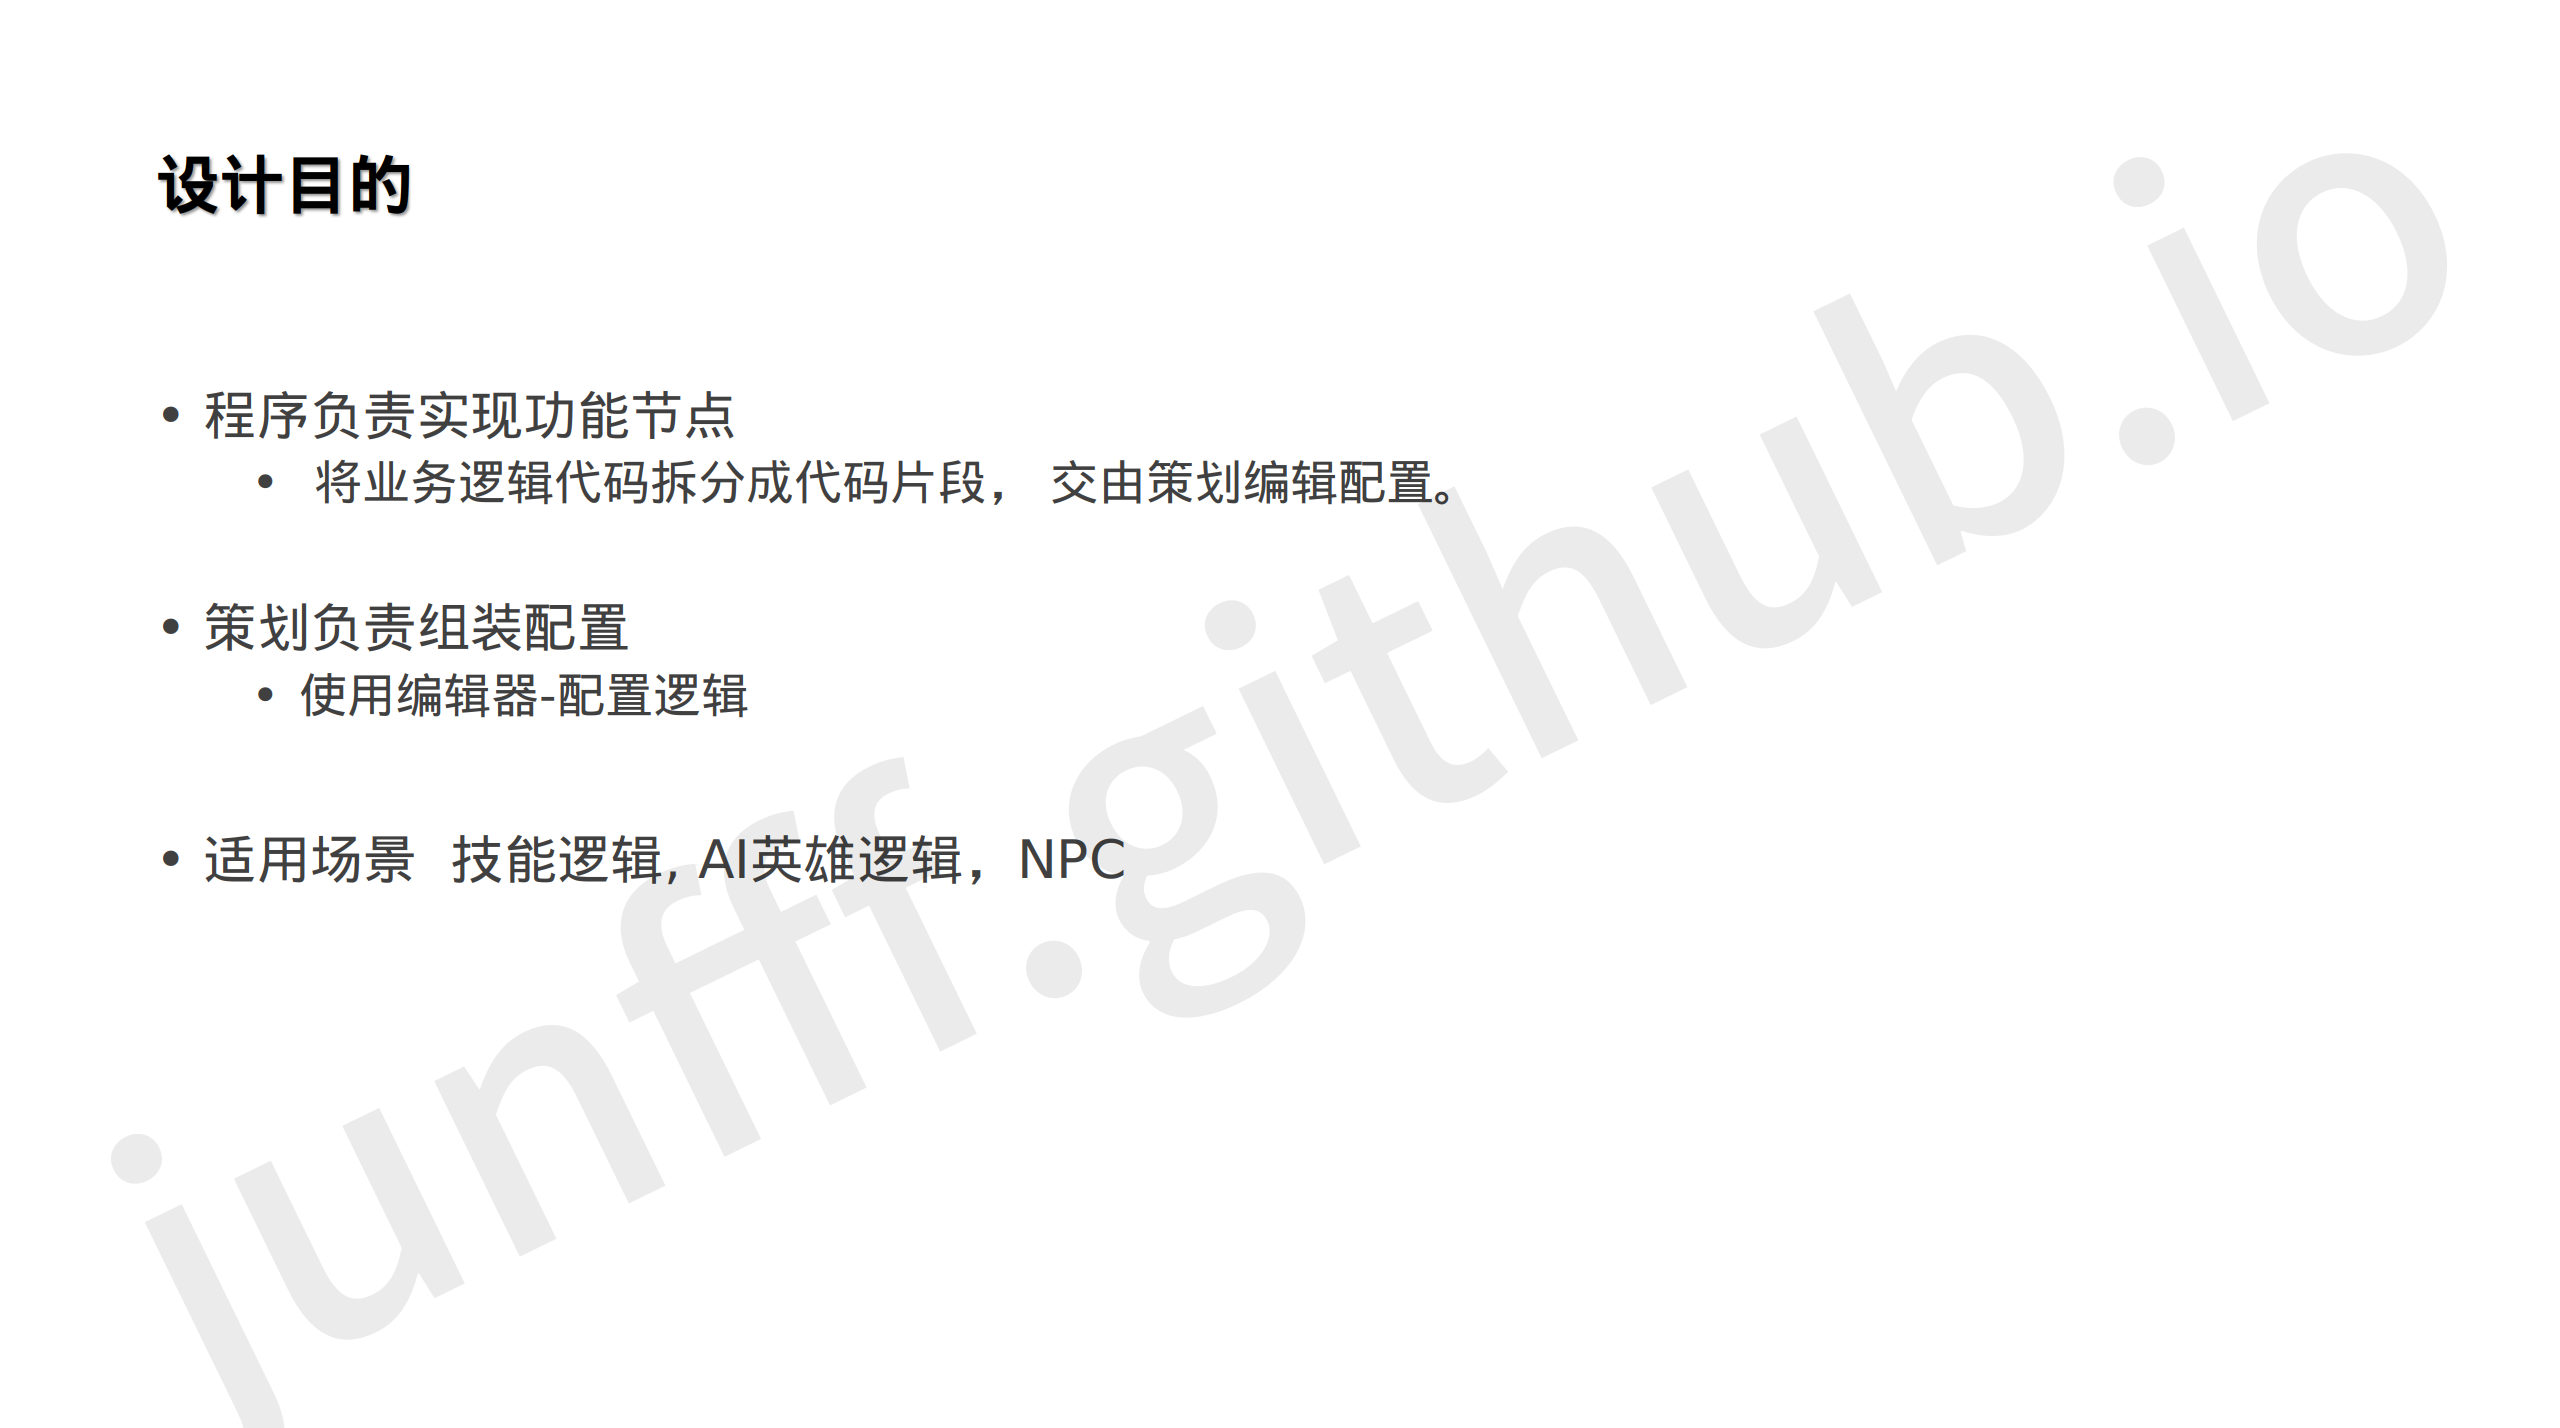 设计目的
• 程序负责实现功能节点
• 将业务逻辑代码拆分成代码片段， 交由策划编辑配置。
• 策划负责组装配置
• 使用编辑器-配置逻辑
• 适用场景 技能逻辑, AI英雄逻辑，NPC
junfff.github.io